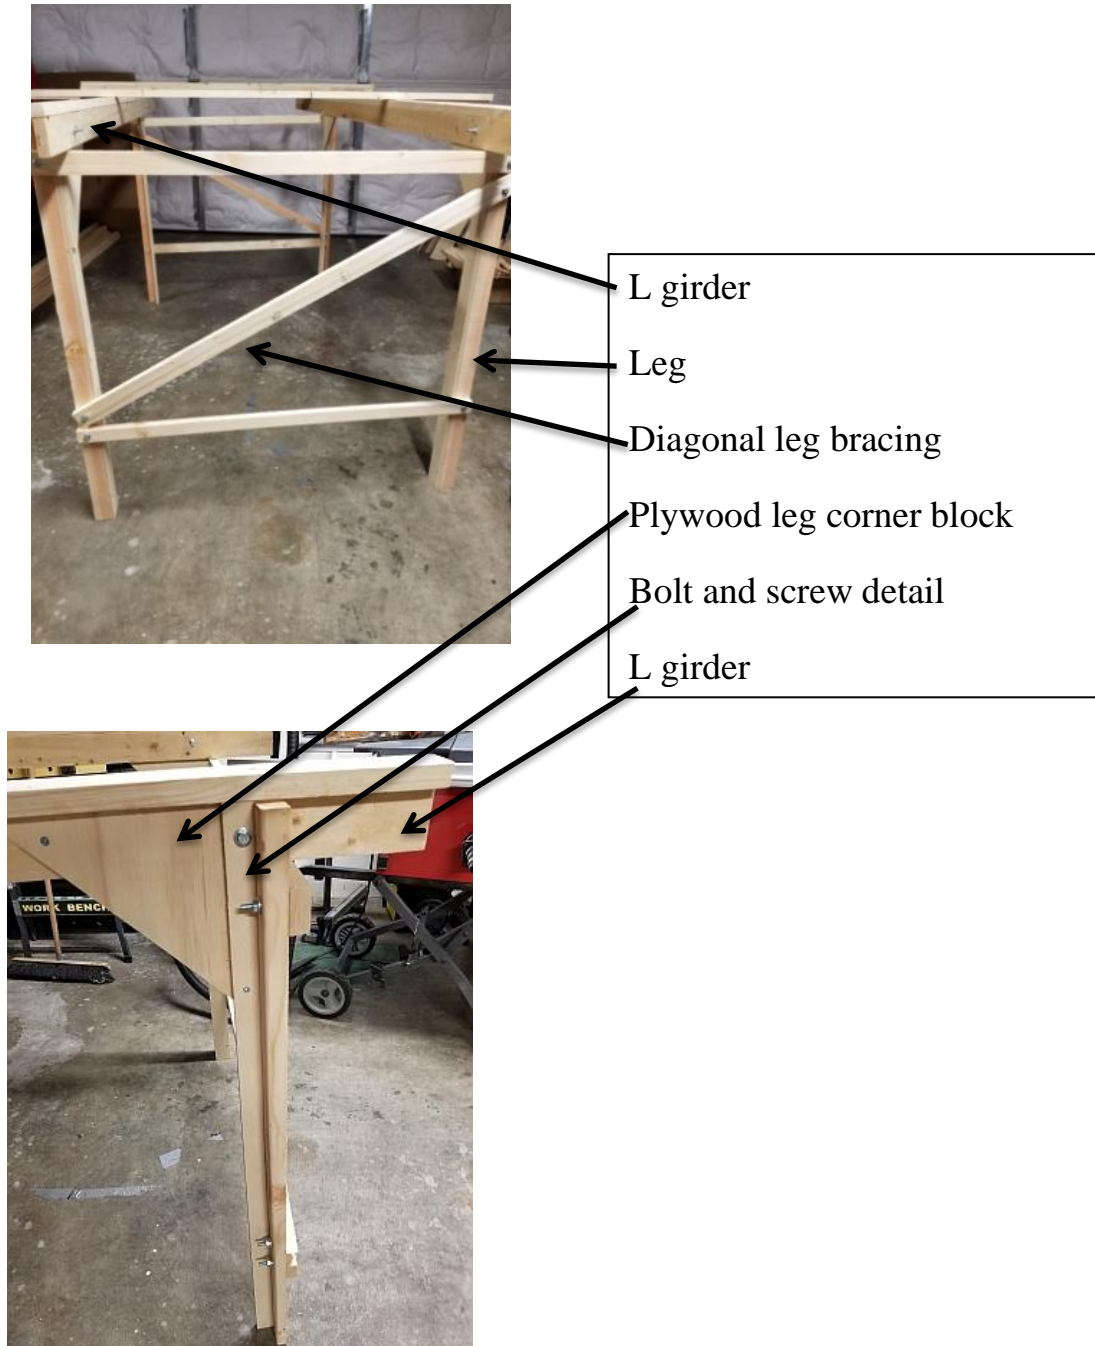 L girder
Leg
Diagonal leg bracing
Plywood leg corner block
Bolt and screw detail
L girder
WORK BENCH